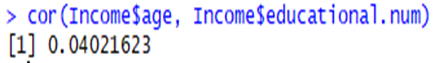 > cor(Income$age, Income$educational.num)
[1] 0.04021623